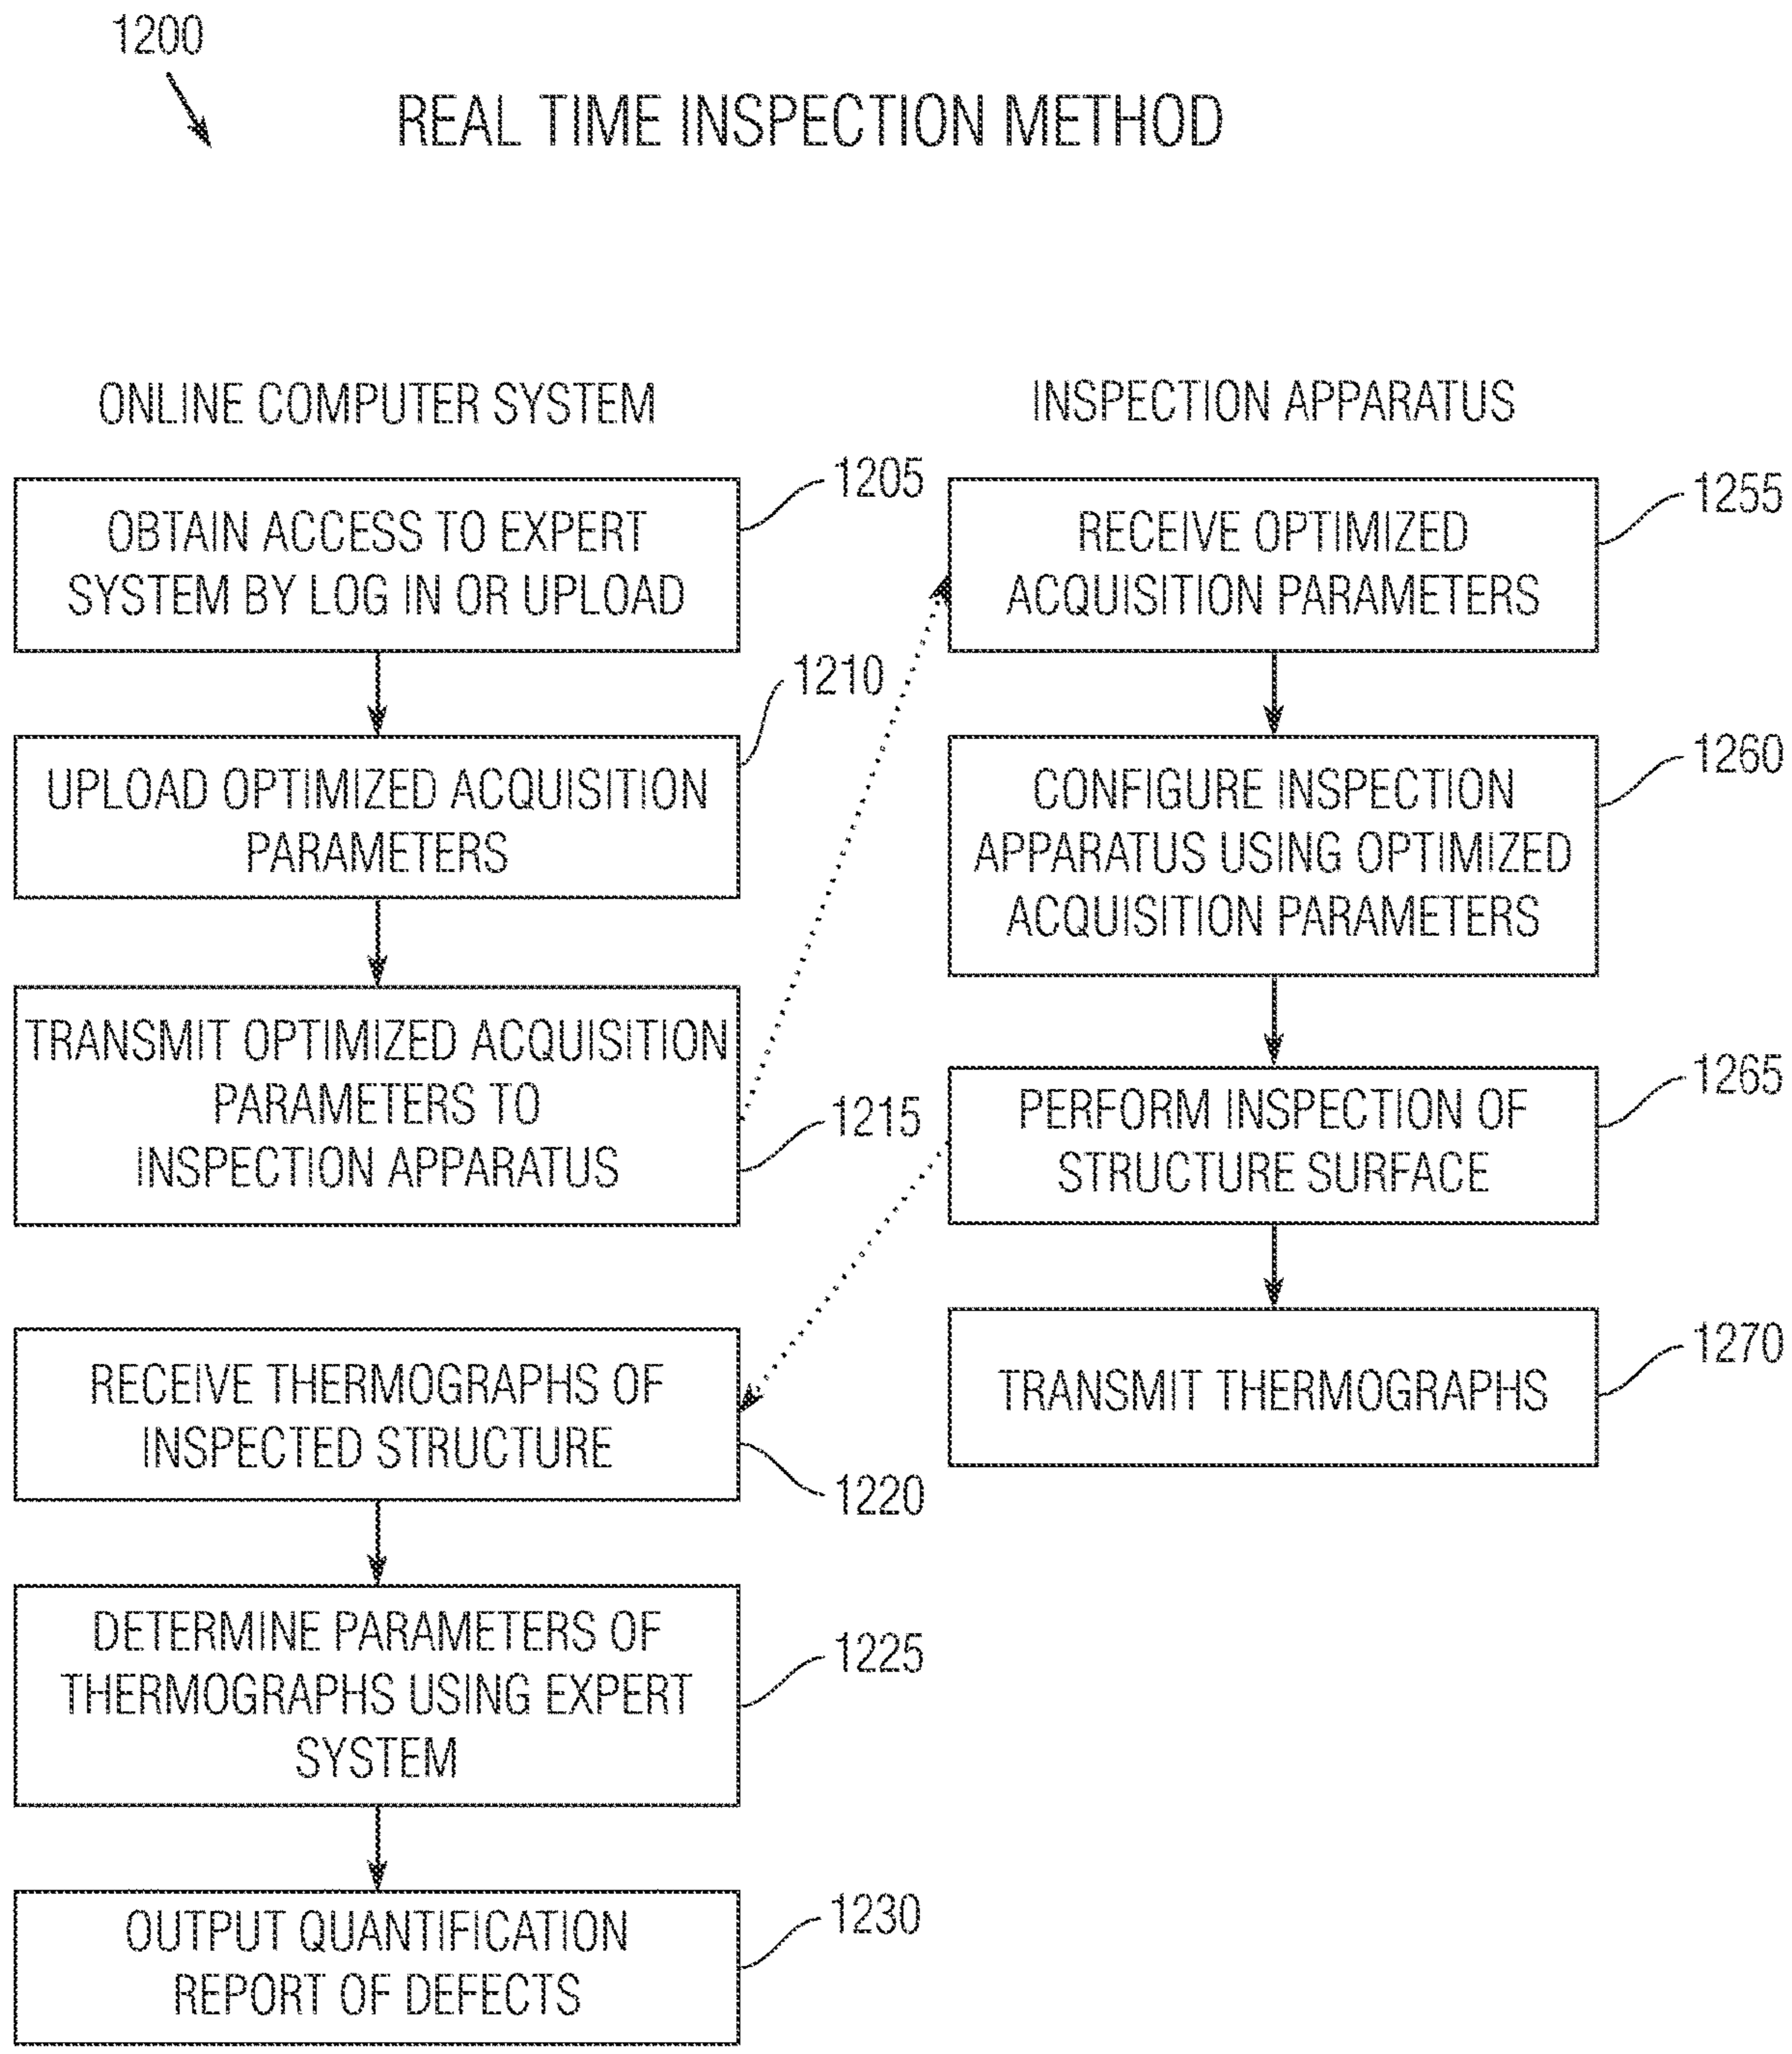 1200
REAL TIME INSPECTION METHOD
ONLINE COMPUTER SYSTEM
1205
OBTAIN ACCESS TO EXPERT
SYSTEM BY LOG IN OR UPLOAD
1210
UPLOAD OPTIMIZED ACQUISITION
PARAMETERS
TRANSMIT OPTIMIZED ACQUISITION
PARAMETERS TO
INSPECTION APPARATUS
1215
RECEIVE THERMOGRAPHS OF
INSPECTED STRUCTURE
1220
DETERMINE PARAMETERS OF
THERMOGRAPHS USING EXPERT
SYSTEM
1225
OUTPUT QUANTIFICATION
REPORT OF DEFECTS
1230
INSPECTION APPARATUS
1255
RECEIVE OPTIMIZED
ACQUISITION PARAMETERS
1260
CONFIGURE INSPECTION
APPARATUS USING OPTIMIZED
ACQUISITION PARAMETERS
1265
PERFORM INSPECTION OF
STRUCTURE SURFACE
1270
TRANSMIT THERMOGRAPHS